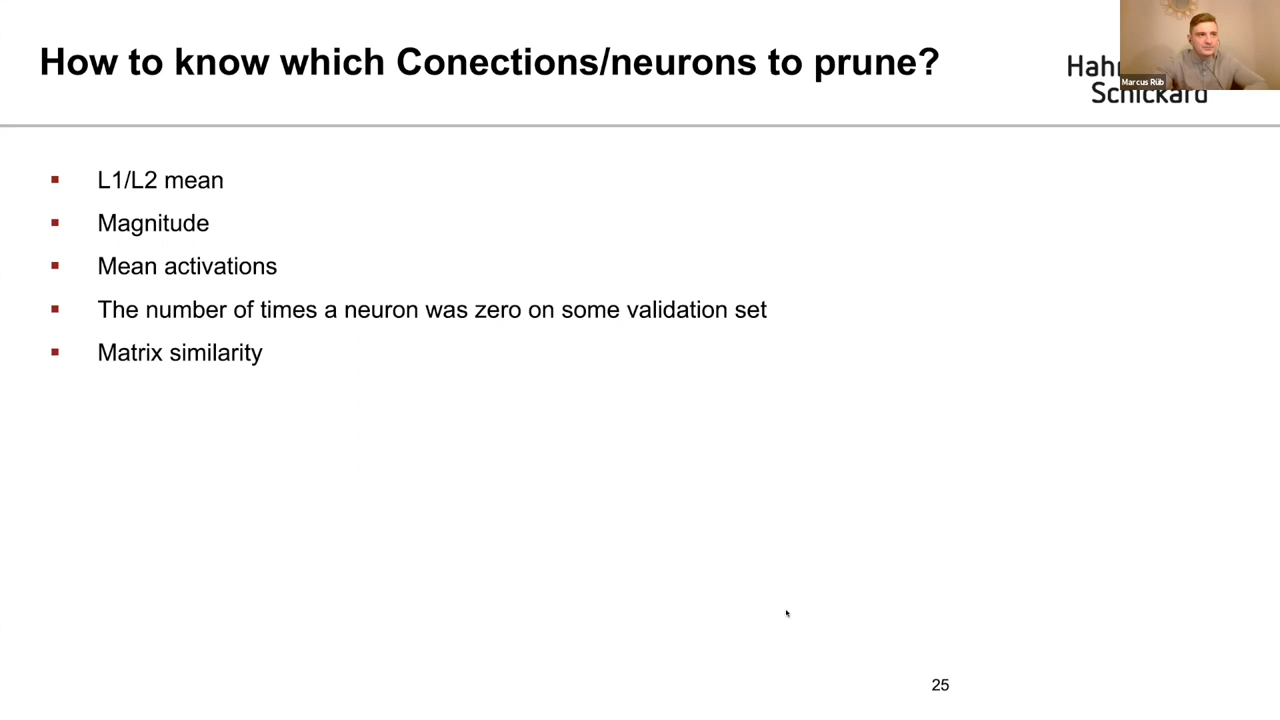 How to know which Conections/neurons to prune?
Hahn
Schickard
Marcus Rüb
L1/L2 mean
Magnitude
Mean activations
The number of times a neuron was zero on some validation set
Matrix similarity
25